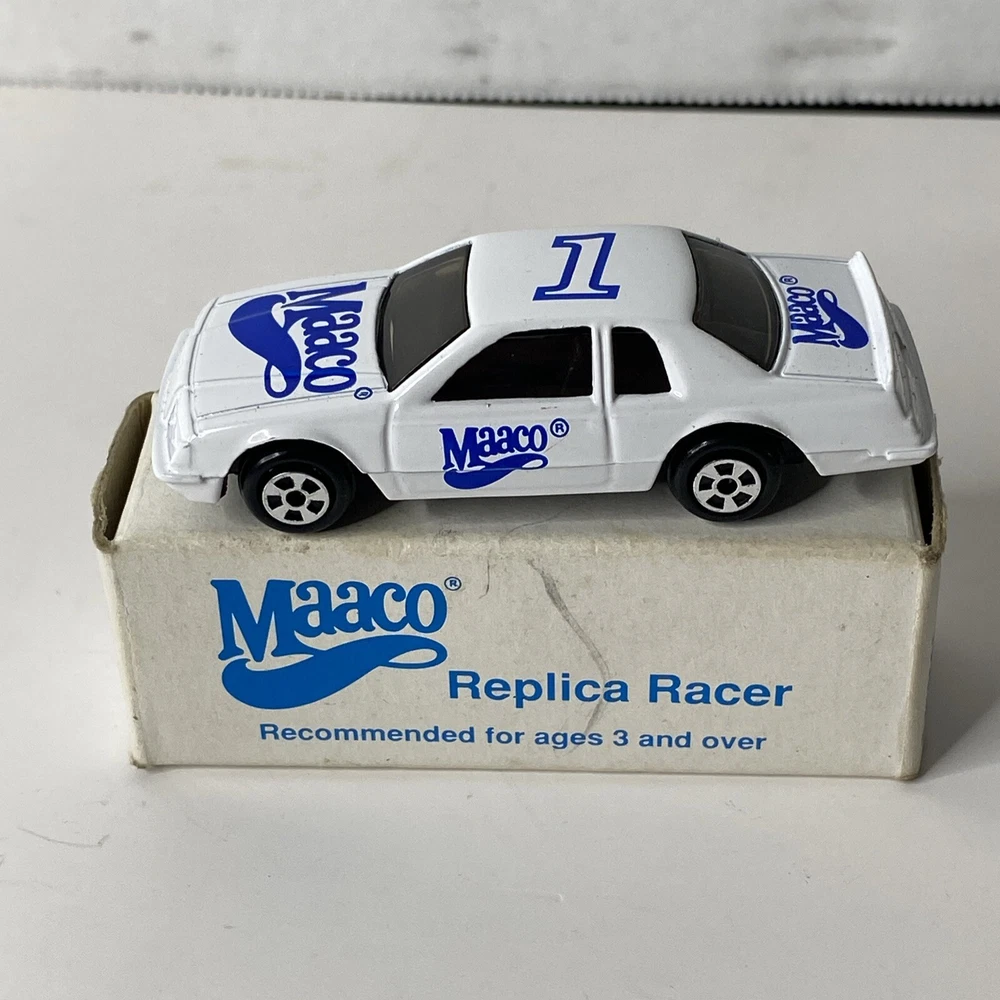 1
Maaco®
Maaco®
Maaco®
Maaco®
Replica Racer
Recommended for ages 3 and over